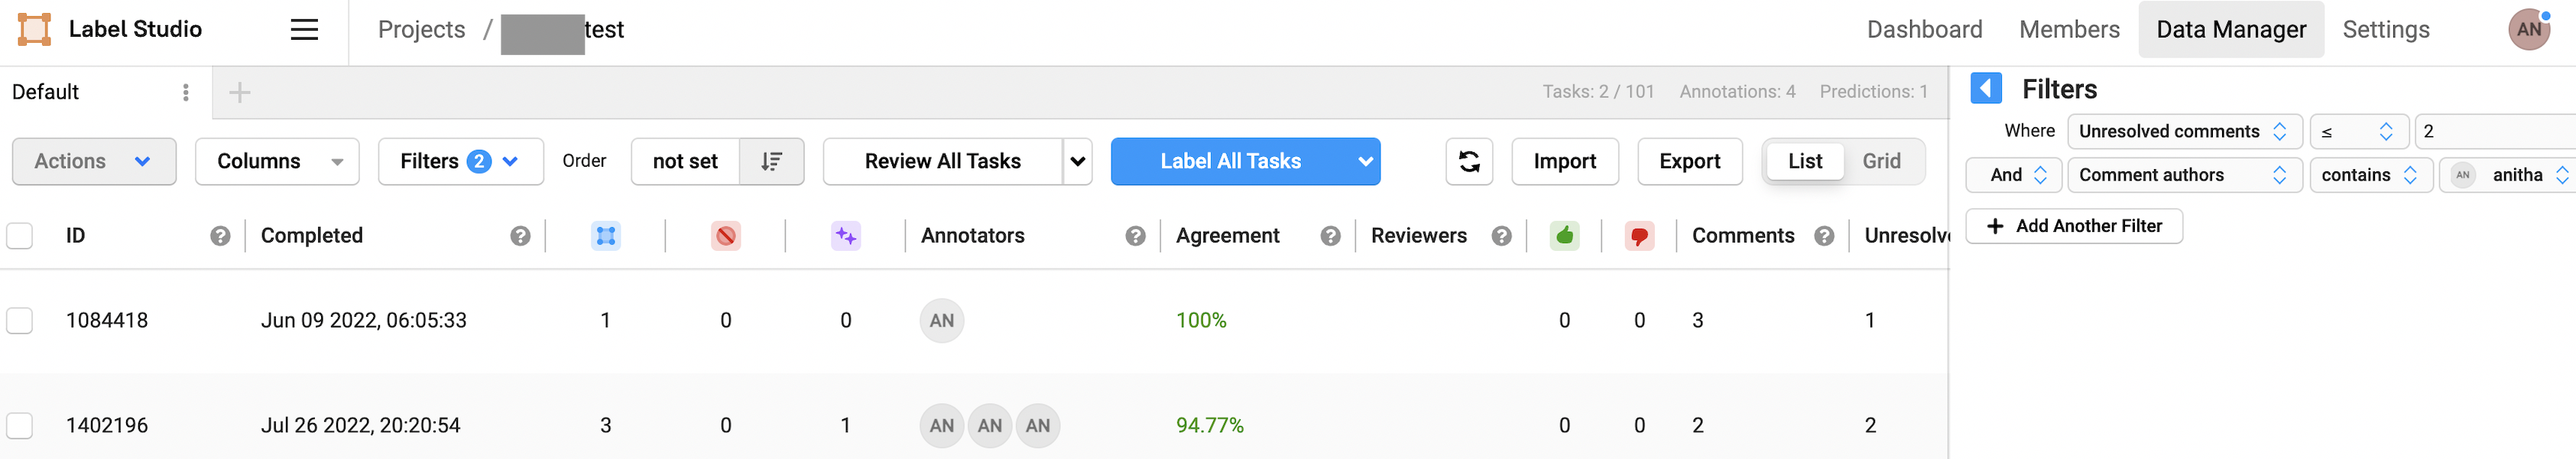 Label Studio Projects / test Dashboard Members Data Manager Settings AN
Default Tasks: 2 / 101 Annotations: 4 Predictions: 1 Filters
Where Unresolved comments ≤ 2
Actions Columns Filters 2 Order not set Review All Tasks Label All Tasks Import Export List Grid
And Comment authors contains AN anitha
+ Add Another Filter
ID Completed Annotators Agreement Reviewers Comments Unresolve
1084418 Jun 09 2022, 06:05:33 1 0 0 AN 100% 0 0 3 1
1402196 Jul 26 2022, 20:20:54 3 0 1 AN AN AN 94.77% 0 0 2 2